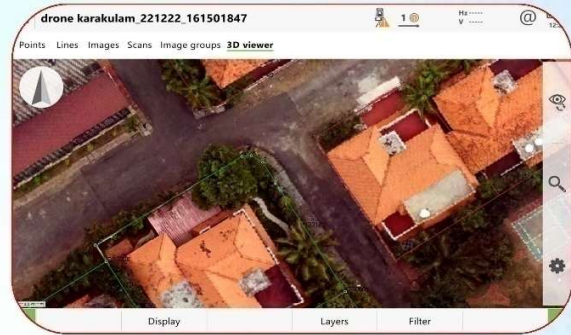 drone karakulam_221222_161501847
1
Hz -----
V -----
@
Points Lines Images Scans Image groups 3D viewer
Display Layers Filter